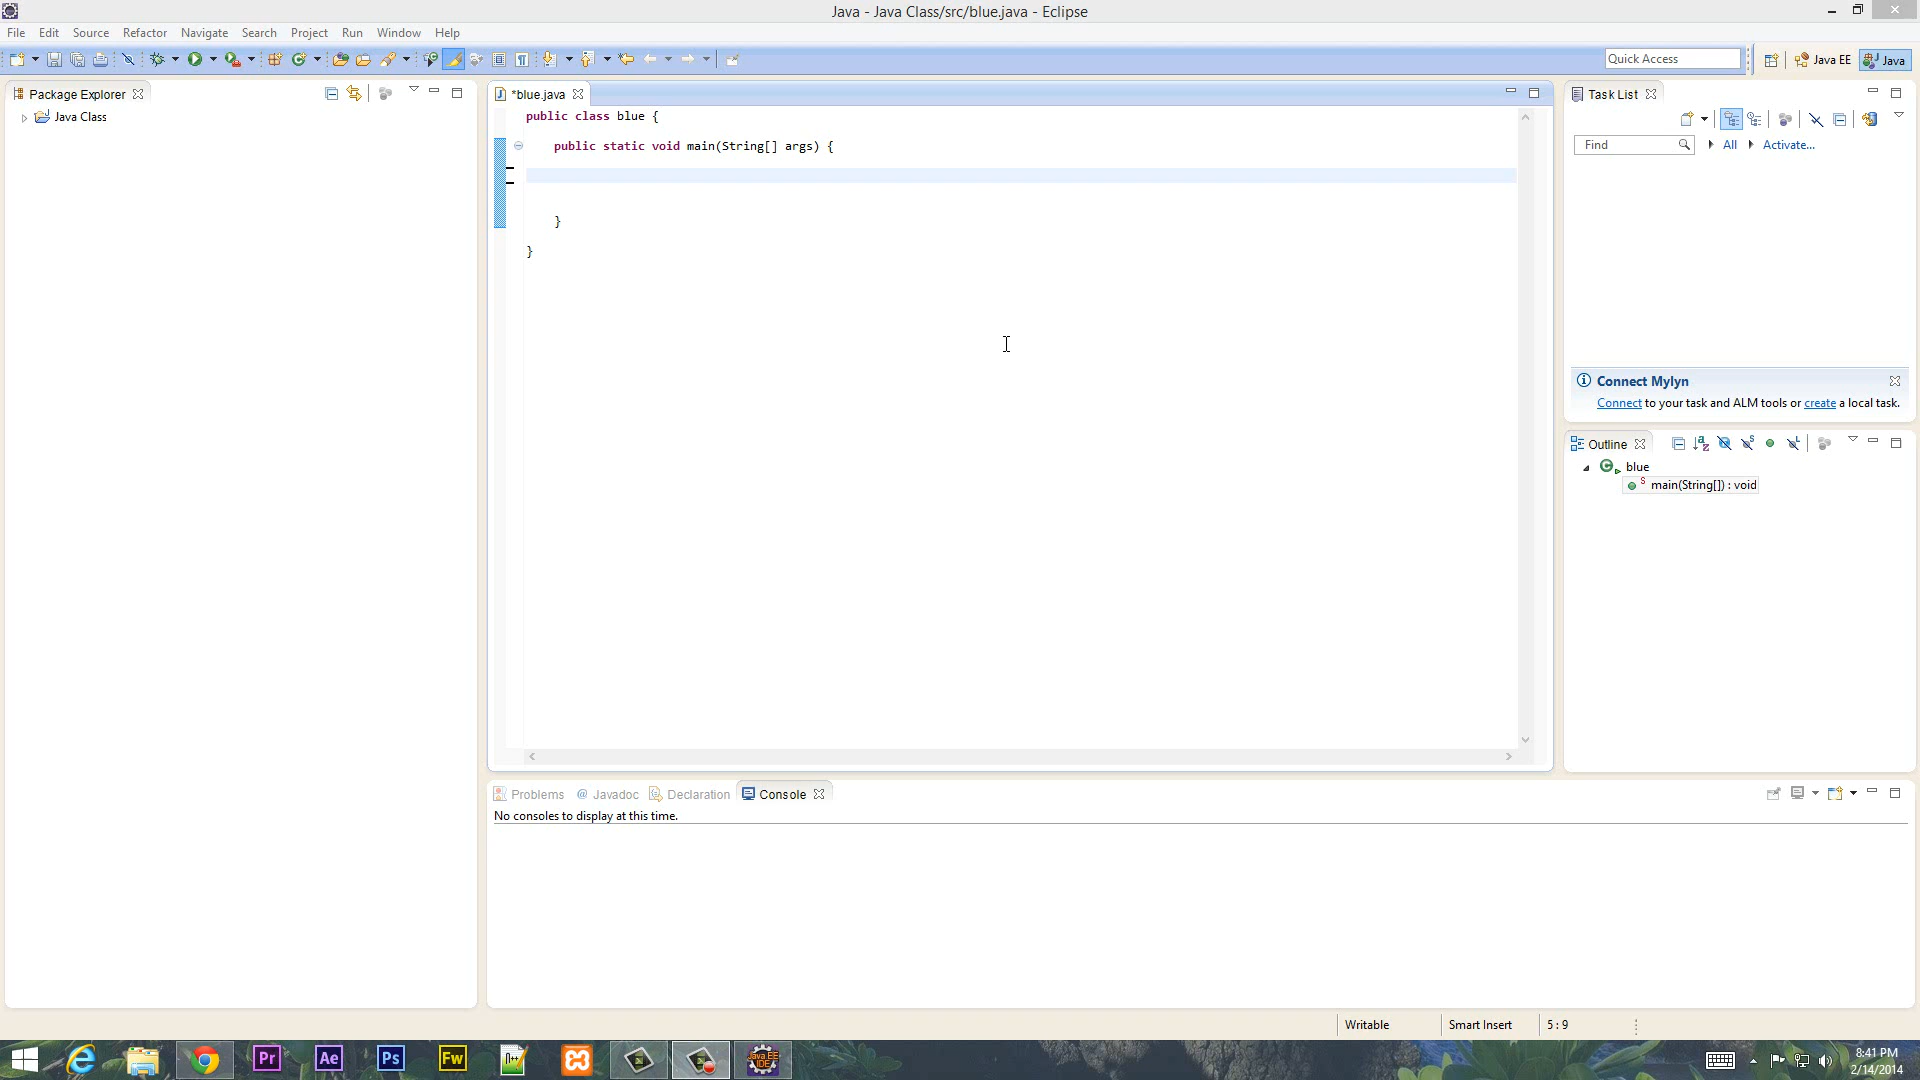 Java - Java Class/src/blue.java - Eclipse
File Edit Source Refactor Navigate Search Project Run Window Help
Quick Access
Java EE
Java
Package Explorer
Java Class
*blue.java
public class blue {
public static void main(String[] args) {
}
}
Task List
Find
All
Activate...
Connect Mylyn
Connect to your task and ALM tools or create a local task.
Outline
blue
main(String[]) : void
Problems @ Javadoc Declaration Console
No consoles to display at this time.
Writable Smart Insert 5 : 9
Pr Ae Ps Fw
Java EE
IDE
8:41 PM
2/14/2014